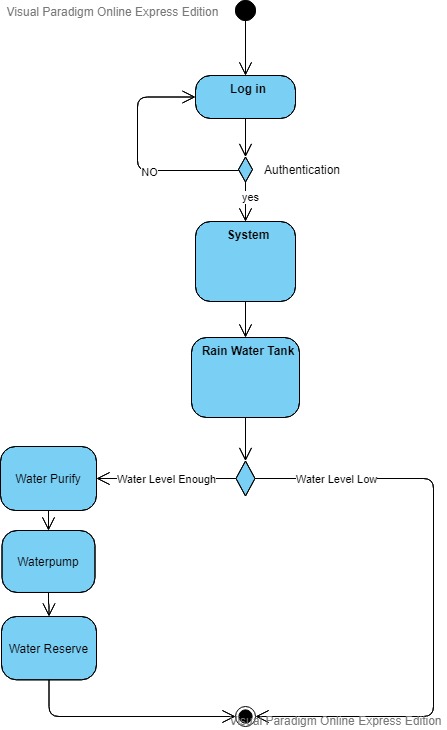 Visual Paradigm Online Express Edition
Log in
Authentication
NO
yes
System
Rain Water Tank
Water Level Enough
Water Level Low
Water Purify
Waterpump
Water Reserve
Visual Paradigm Online Express Edition